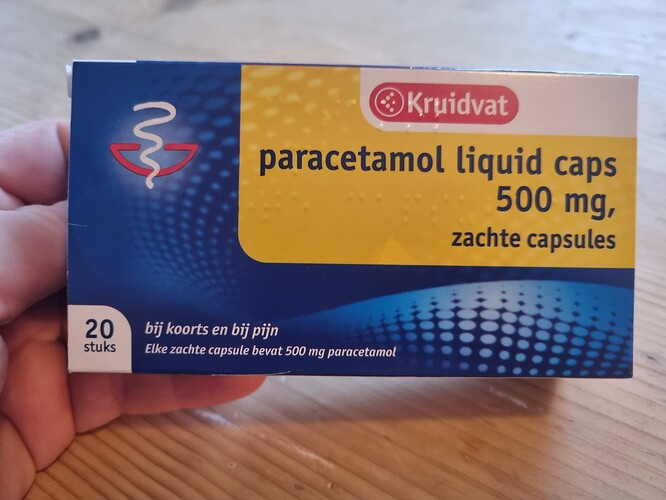 Kruidvat
paracetamol liquid caps
500 mg,
zachte capsules
20
stuks
bij koorts en bij pijn
Elke zachte capsule bevat 500 mg paracetamol